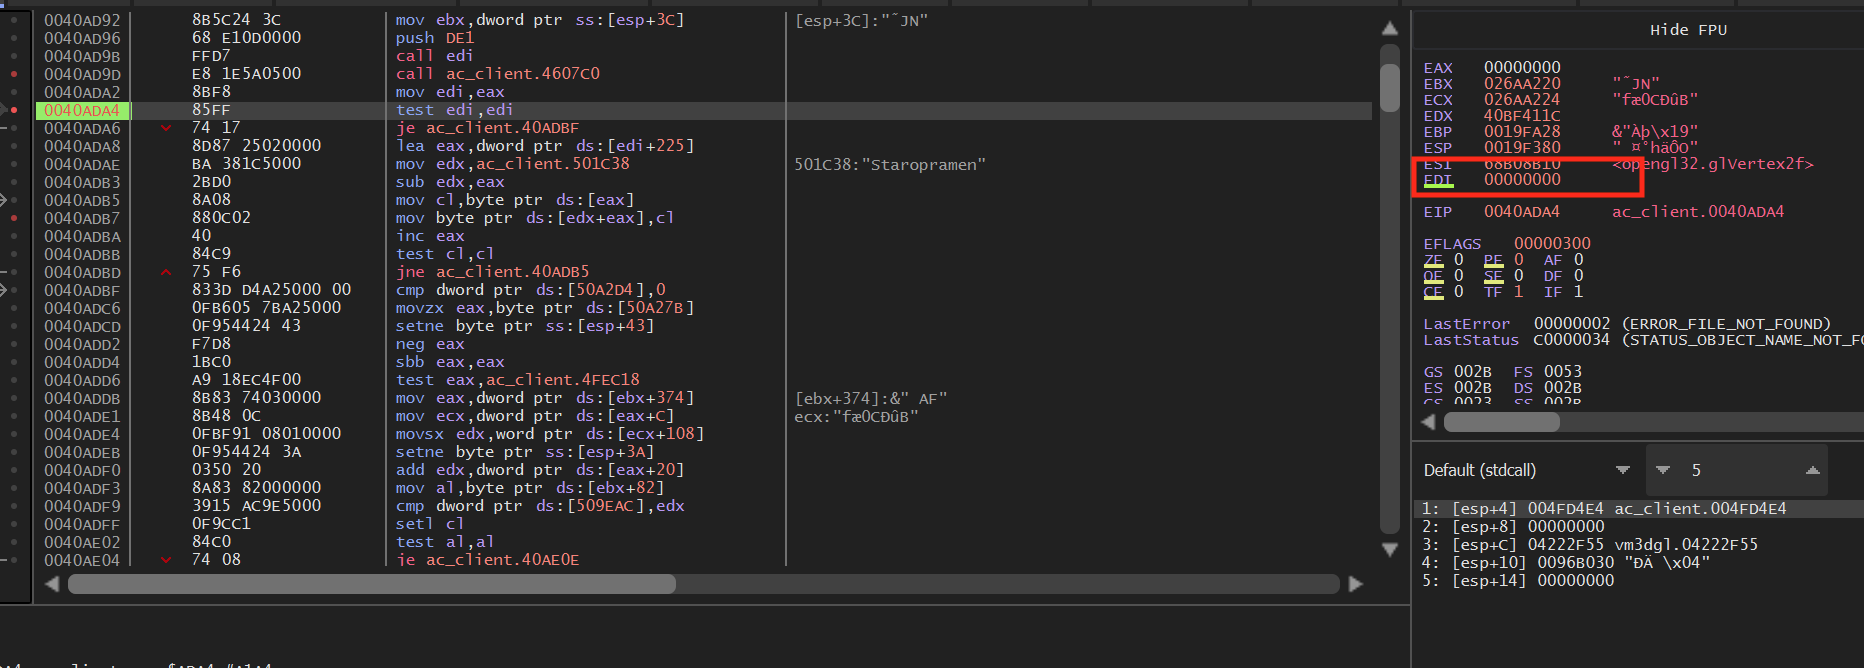 0040AD92 8B5C24 3C mov ebx,dword ptr ss:[esp+3C] [esp+3C]:"˜JN"
0040AD96 68 E10D0000 push DE1
0040AD9B FFD7 call edi
0040AD9D E8 1E5A0500 call ac_client.4607C0
0040ADA2 8BF8 mov edi,eax
0040ADA4 85FF test edi,edi
0040ADA6 74 17 je ac_client.40ADBF
0040ADA8 8D87 25020000 lea eax,dword ptr ds:[edi+225]
0040ADAE BA 381C5000 mov edx,ac_client.501C38 501C38:"Staropramen"
0040ADB3 2BD0 sub edx,eax
0040ADB5 8A08 mov cl,byte ptr ds:[eax]
0040ADB7 880C02 mov byte ptr ds:[edx+eax],cl
0040ADBA 40 inc eax
0040ADBB 84C9 test cl,cl
0040ADBD 75 F6 jne ac_client.40ADB5
0040ADBF 833D D4A25000 00 cmp dword ptr ds:[50A2D4],0
0040ADC6 0FB605 7BA25000 movzx eax,byte ptr ds:[50A27B]
0040ADCD 0F954424 43 setne byte ptr ss:[esp+43]
0040ADD2 F7D8 neg eax
0040ADD4 1BC0 sbb eax,eax
0040ADD6 A9 18EC4F00 test eax,ac_client.4FEC18
0040ADDB 8B83 74030000 mov eax,dword ptr ds:[ebx+374] [ebx+374]:&" AF"
0040ADE1 8B48 0C mov ecx,dword ptr ds:[eax+C] ecx:"fæOCÐûB"
0040ADE4 0FBF91 08010000 movsx edx,word ptr ds:[ecx+108]
0040ADEB 0F954424 3A setne byte ptr ss:[esp+3A]
0040ADF0 0350 20 add edx,dword ptr ds:[eax+20]
0040ADF3 8A83 82000000 mov al,byte ptr ds:[ebx+82]
0040ADF9 3915 AC9E5000 cmp dword ptr ds:[509EAC],edx
0040ADFF 0F9CC1 setl cl
0040AE02 84C0 test al,al
0040AE04 74 08 je ac_client.40AE0E
Hide FPU
EAX 00000000
EBX 026AA220 "˜JN"
ECX 026AA224 "fæOCÐûB"
EDX 40BF411C
EBP 0019FA28 &"Àþ\x19"
ESP 0019F380 "¤°häÔO"
ESI 68B08B10 <opengl32.glVertex2f>
EDI 00000000
EIP 0040ADA4 ac_client.0040ADA4
EFLAGS 00000300
ZF 0 PF 0 AF 0
OF 0 SF 0 DF 0
CF 0 TF 1 IF 1
LastError 00000002 (ERROR_FILE_NOT_FOUND)
LastStatus C0000034 (STATUS_OBJECT_NAME_NOT_FO
GS 002B FS 0053
ES 002B DS 002B
CS 0023 SS 002B
Default (stdcall) 5
1: [esp+4] 004FD4E4 ac_client.004FD4E4
2: [esp+8] 00000000
3: [esp+C] 04222F55 vm3dgl.04222F55
4: [esp+10] 0096B030 "ÐÄ \x04"
5: [esp+14] 00000000